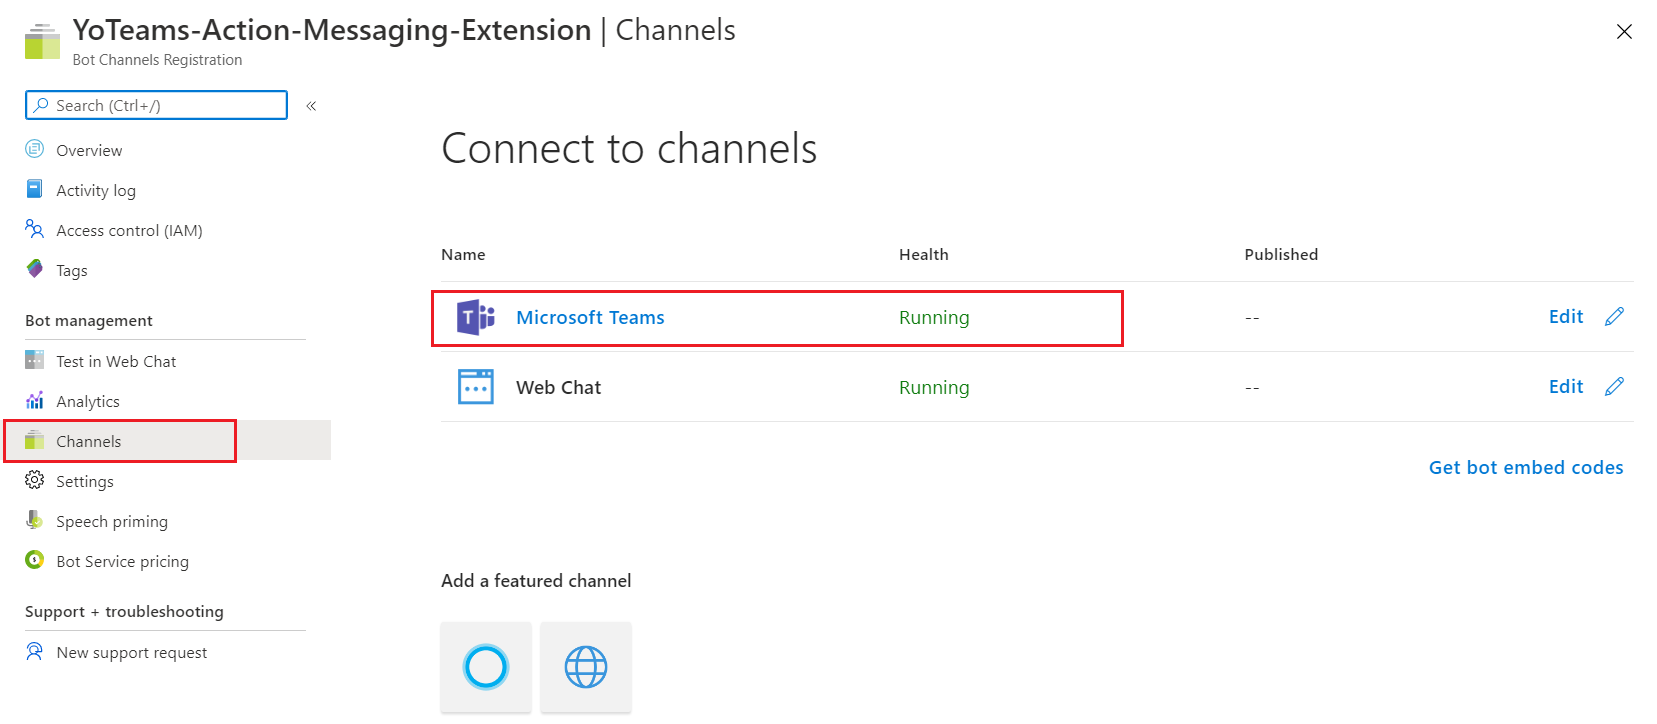 YoTeams-Action-Messaging-Extension | Channels
Bot Channels Registration
Search (Ctrl+/)
«
Overview
Activity log
Access control (IAM)
Tags
Bot management
Test in Web Chat
Analytics
Channels
Settings
Speech priming
Bot Service pricing
Support + troubleshooting
New support request
Connect to channels
Name Health Published
Microsoft Teams Running -- Edit
Web Chat Running -- Edit
Get bot embed codes
Add a featured channel